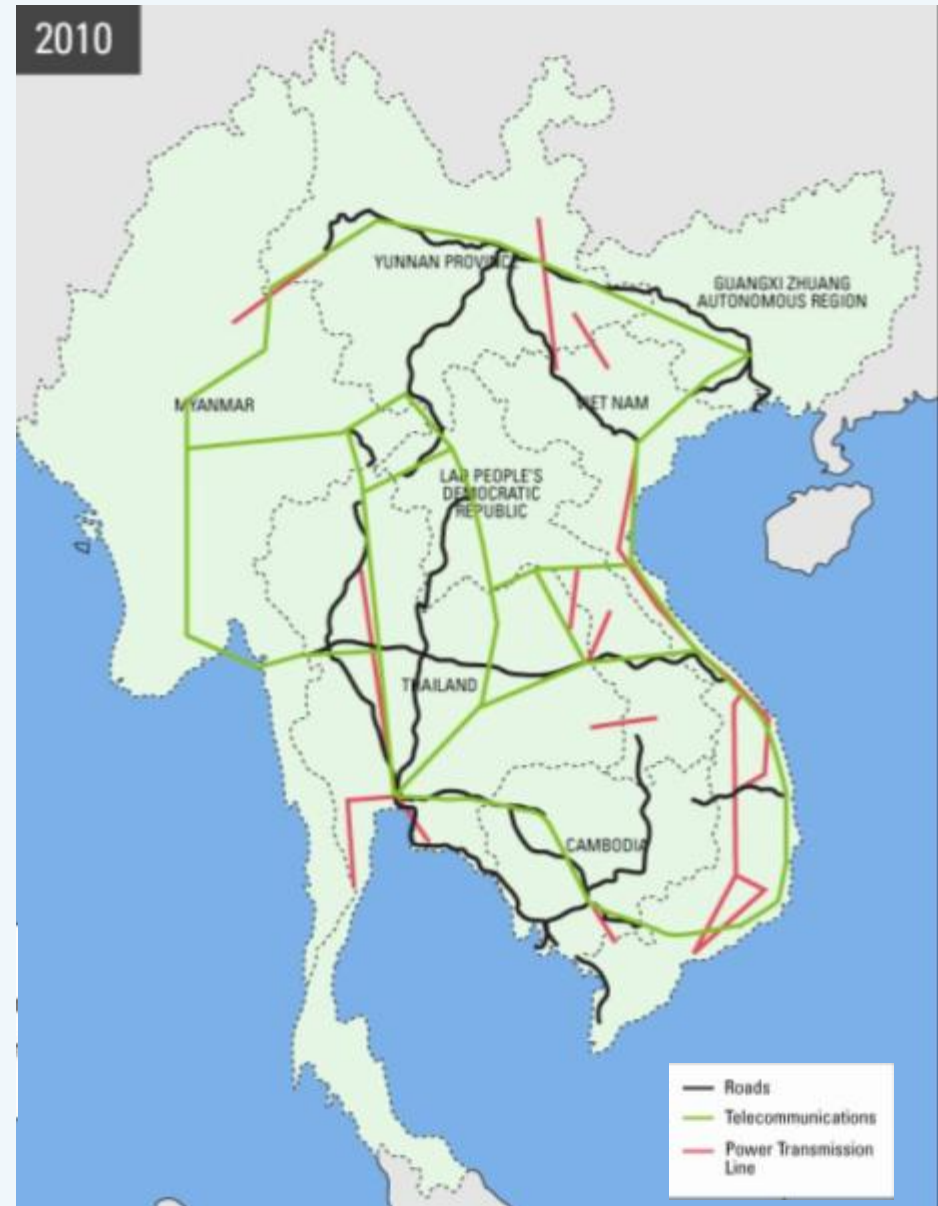 2010
YUNNAN PROVINCE
GUANGXI ZHUANG
AUTONOMOUS REGION
MYANMAR
VIET NAM
LAO PEOPLE'S
DEMOCRATIC
REPUBLIC
THAILAND
CAMBODIA
Roads
Telecommunications
Power Transmission
Line